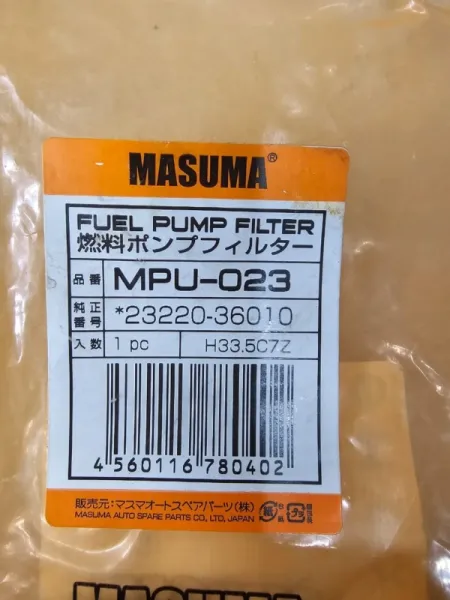 MASUMA®
FUEL PUMP FILTER
燃料ポンプフィルター
品番 MPU-023
純正番号 *23220-36010
入数 1 pc H33.5C7Z
4 560116 780402
販売元:マスマオートスペアパーツ(株)
MASUMA AUTO SPARE PARTS CO, LTD, JAPAN
MASUMA